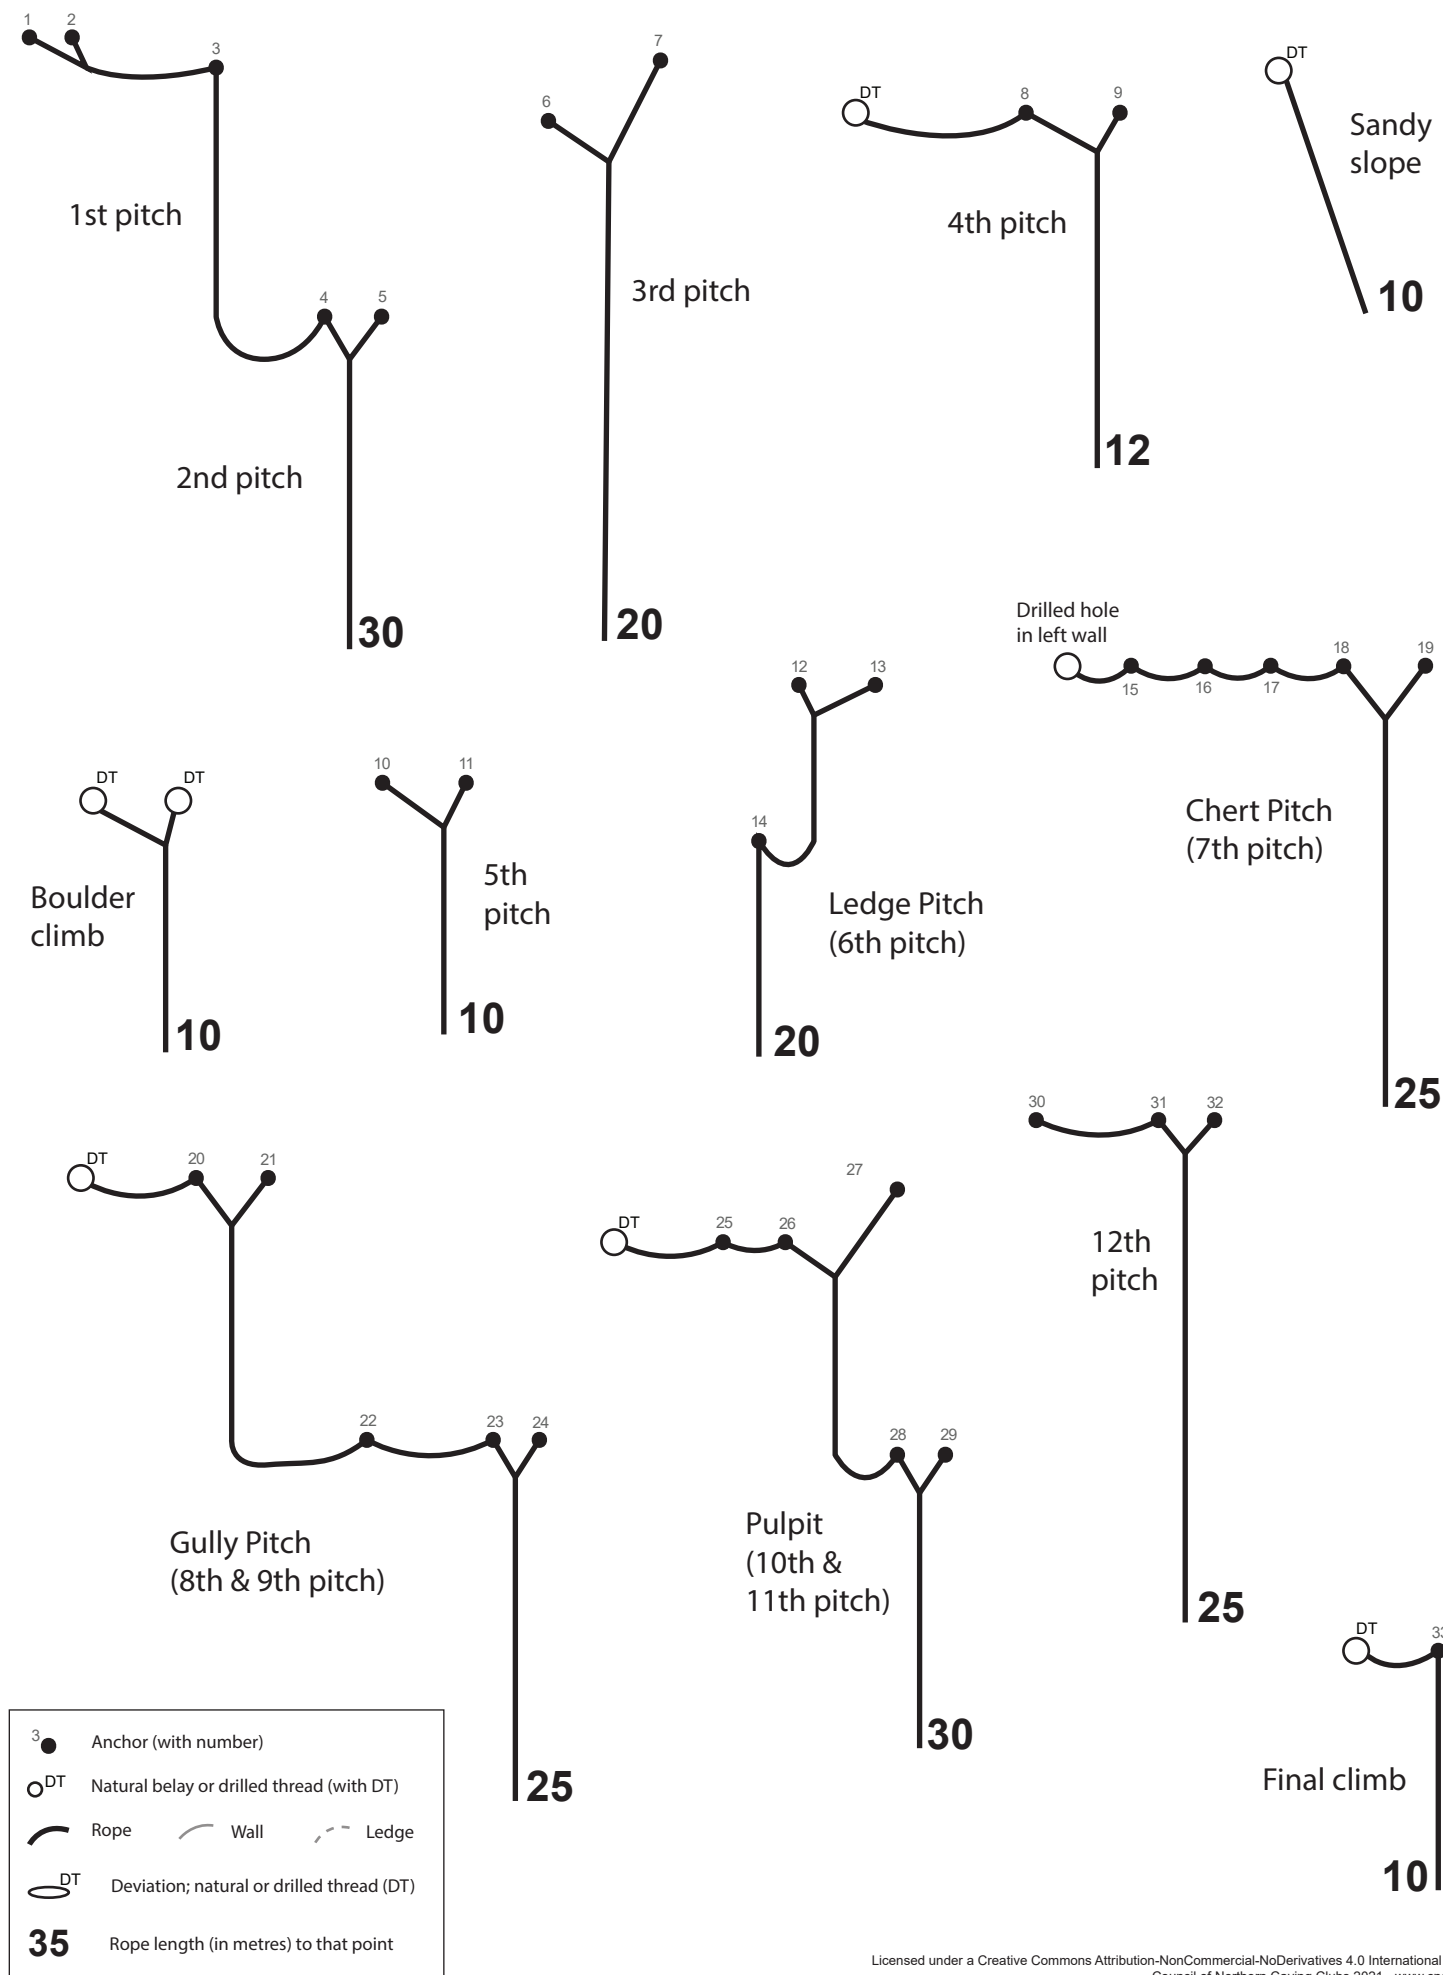 1
2
3
1st pitch
4
5
2nd pitch
30
6
7
3rd pitch
20
DT
8
9
4th pitch
12
DT
Sandy
slope
10
DT
DT
Boulder
climb
10
10
11
5th
pitch
10
12
13
14
Ledge Pitch
(6th pitch)
20
Drilled hole
in left wall
15
16
17
18
19
Chert Pitch
(7th pitch)
25
DT
20
21
22
23
24
Gully Pitch
(8th & 9th pitch)
25
DT
25
26
27
28
29
Pulpit
(10th &
11th pitch)
30
30
31
32
12th
pitch
25
DT
33
Final climb
10
3
Anchor (with number)
DT
Natural belay or drilled thread (with DT)
Rope
Wall
Ledge
DT
Deviation; natural or drilled thread (DT)
35
Rope length (in metres) to that point
Licensed under a Creative Commons Attribution-NonCommercial-NoDerivatives 4.0 International